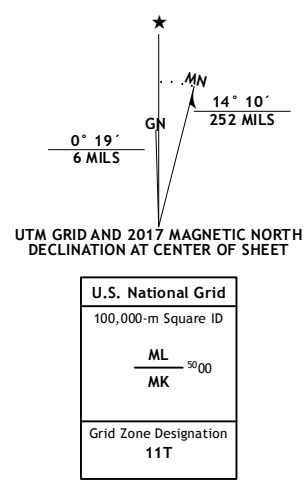 ★
MN
GN
14° 10´
252 MILS
0° 19´
6 MILS
UTM GRID AND 2017 MAGNETIC NORTH
DECLINATION AT CENTER OF SHEET
U.S. National Grid
100,000-m Square ID
ML
5000
MK
Grid Zone Designation
11T